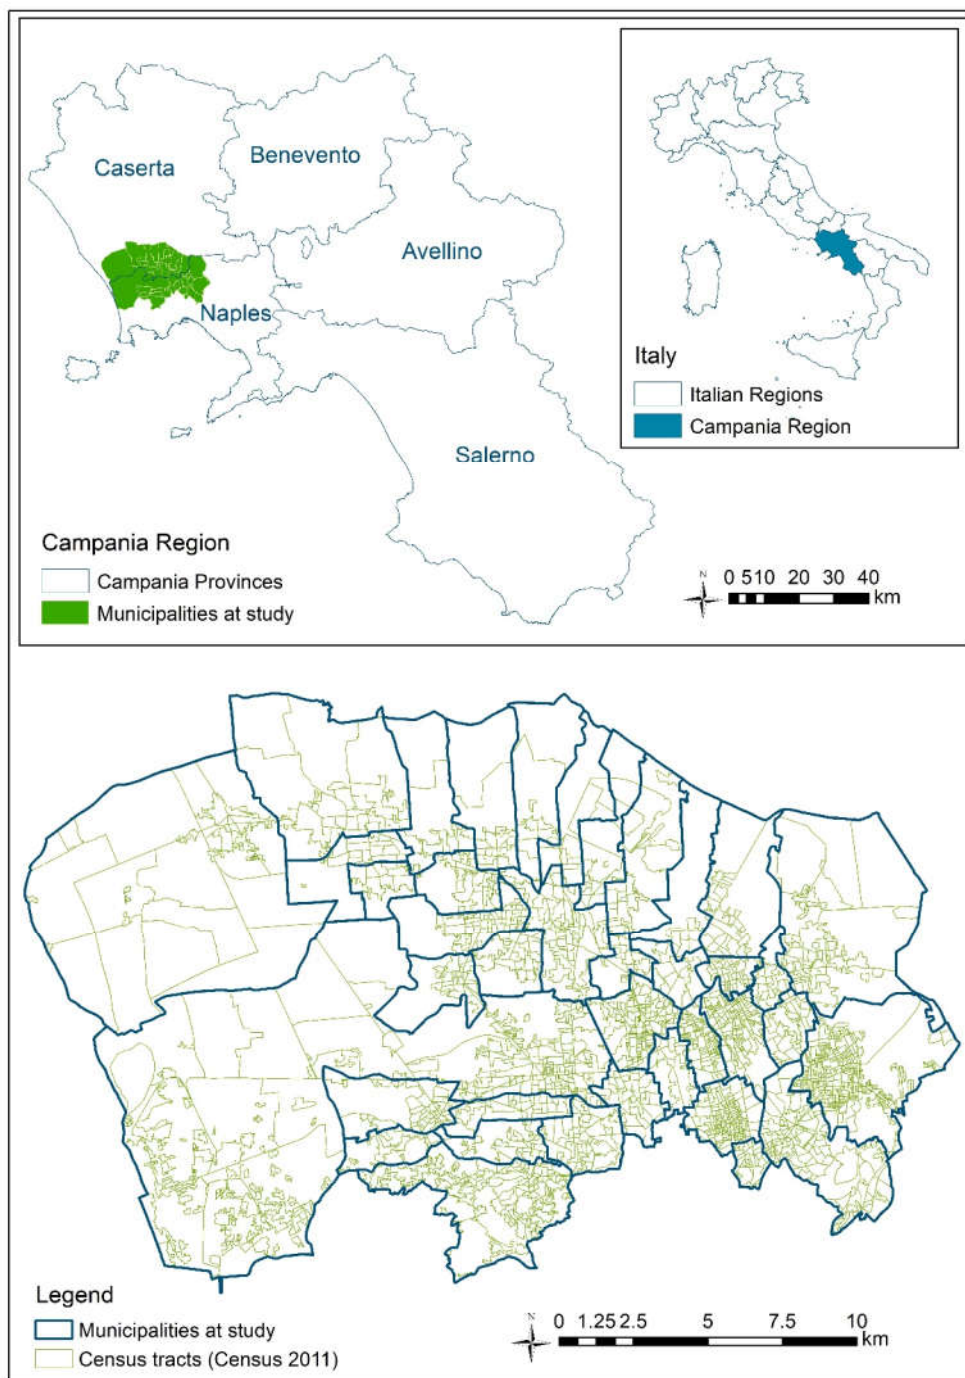 Caserta
Benevento
Avellino
Naples
Salerno
Italy
Italian Regions
Campania Region
Campania Region
Campania Provinces
Municipalities at study
N
0 5 10 20 30 40
km
Legend
Municipalities at study
Census tracts (Census 2011)
N
0 1.25 2.5 5 7.5 10
km